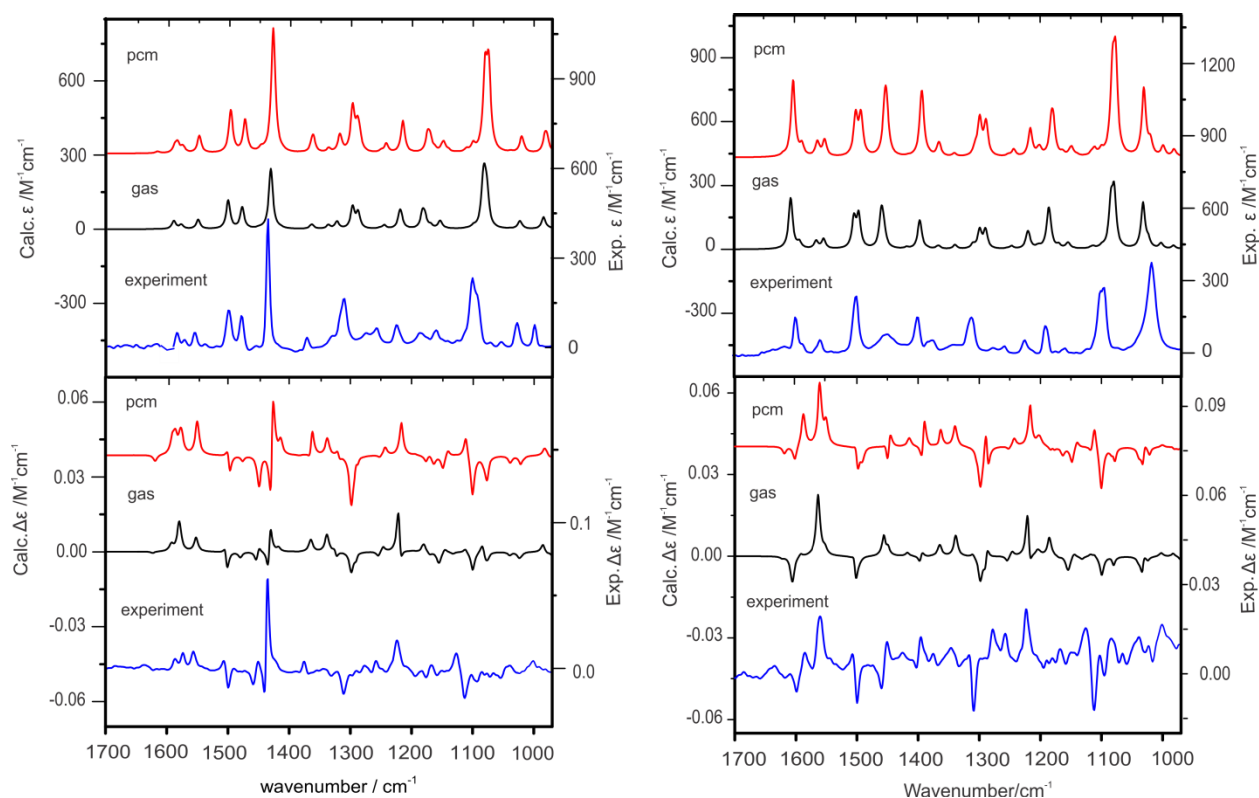 pcm
600
900
300
gas
600
0
Calc. ε /M⁻¹cm⁻¹
Exp. ε /M⁻¹cm⁻¹
experiment
300
-300
0
0.06
pcm
0.03
gas
0.1
0.00
Calc.Δε /M⁻¹cm⁻¹
Exp.Δε /M⁻¹cm⁻¹
experiment
-0.03
0.0
-0.06
1700 1600 1500 1400 1300 1200 1100 1000
wavenumber / cm⁻¹
pcm
900
1200
600
900
300
gas
600
0
Calc. ε /M⁻¹cm⁻¹
Exp. ε /M⁻¹cm⁻¹
experiment
300
-300
0
0.06
pcm
0.09
0.03
gas
0.06
0.00
Calc. Δε /M⁻¹cm⁻¹
Exp.Δε /M⁻¹cm⁻¹
experiment
0.03
-0.03
0.00
-0.06
1700 1600 1500 1400 1300 1200 1100 1000
Wavenumber/cm⁻¹